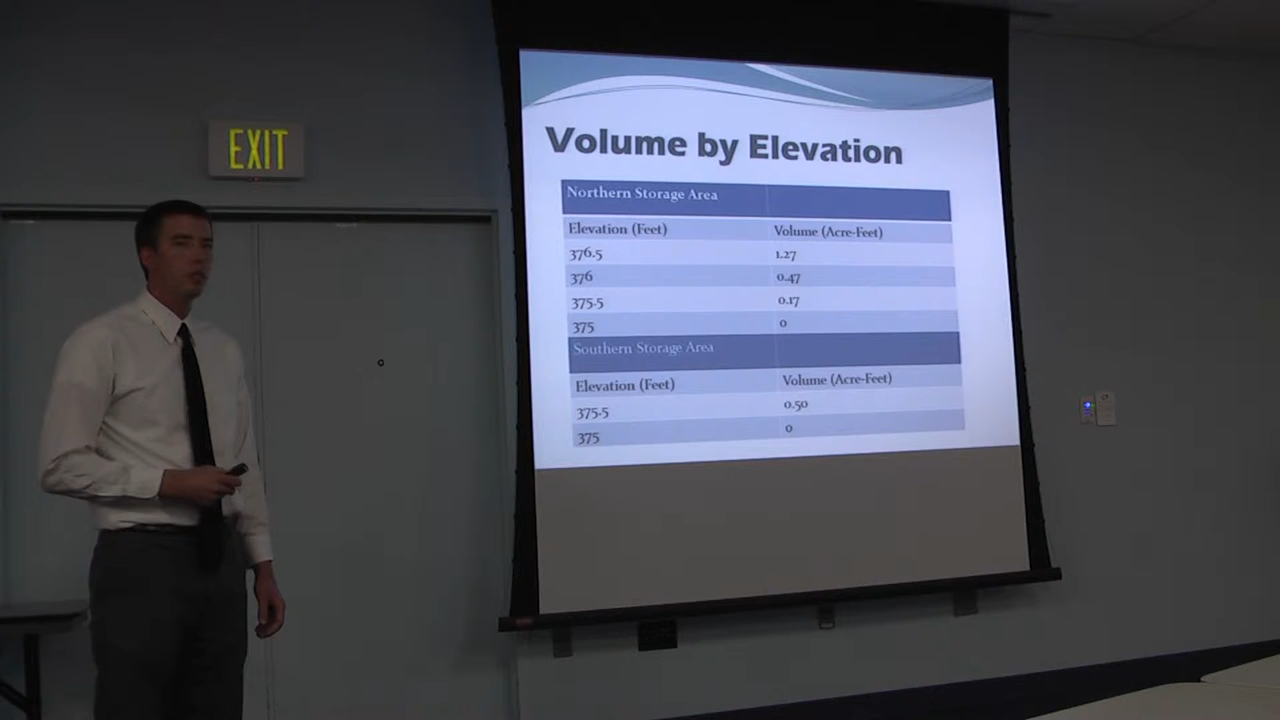 EXIT
Volume by Elevation
Northern Storage Area
Elevation (Feet) Volume (Acre-Feet)
376.5 1.27
376 0.47
375.5 0.17
375 0
Southern Storage Area
Elevation (Feet) Volume (Acre-Feet)
375.5 0.50
375 0